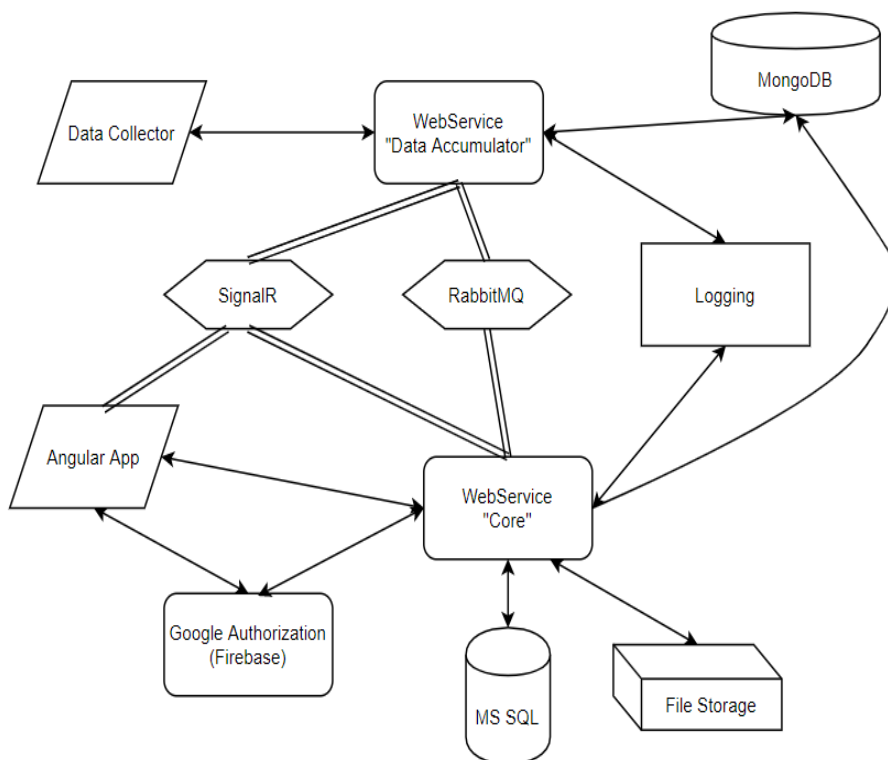 MongoDB
Data Collector
WebService
"Data Accumulator"
SignalR
RabbitMQ
Logging
Angular App
WebService
"Core"
Google Authorization
(Firebase)
MS SQL
File Storage